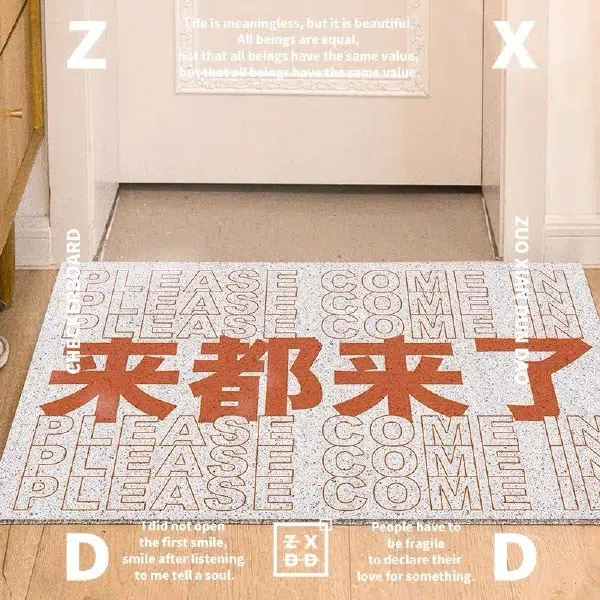 Z
X
Life is meaningless, but it is beautiful.
All beings are equal,
not that all beings have the same value,
but that all beings have the same value.
CHECKERBOARD
ZUO XUAN DUN DAO
PLEASE COME IN
PLEASE COME IN
PLEASE COME IN
来都来了
PLEASE COME IN
PLEASE COME IN
PLEASE COME IN
D
I did not open
the first smile,
smile after listening
to me tell a soul.
Z X
D D
People have to
be fragile
to declare their
love for something.
D